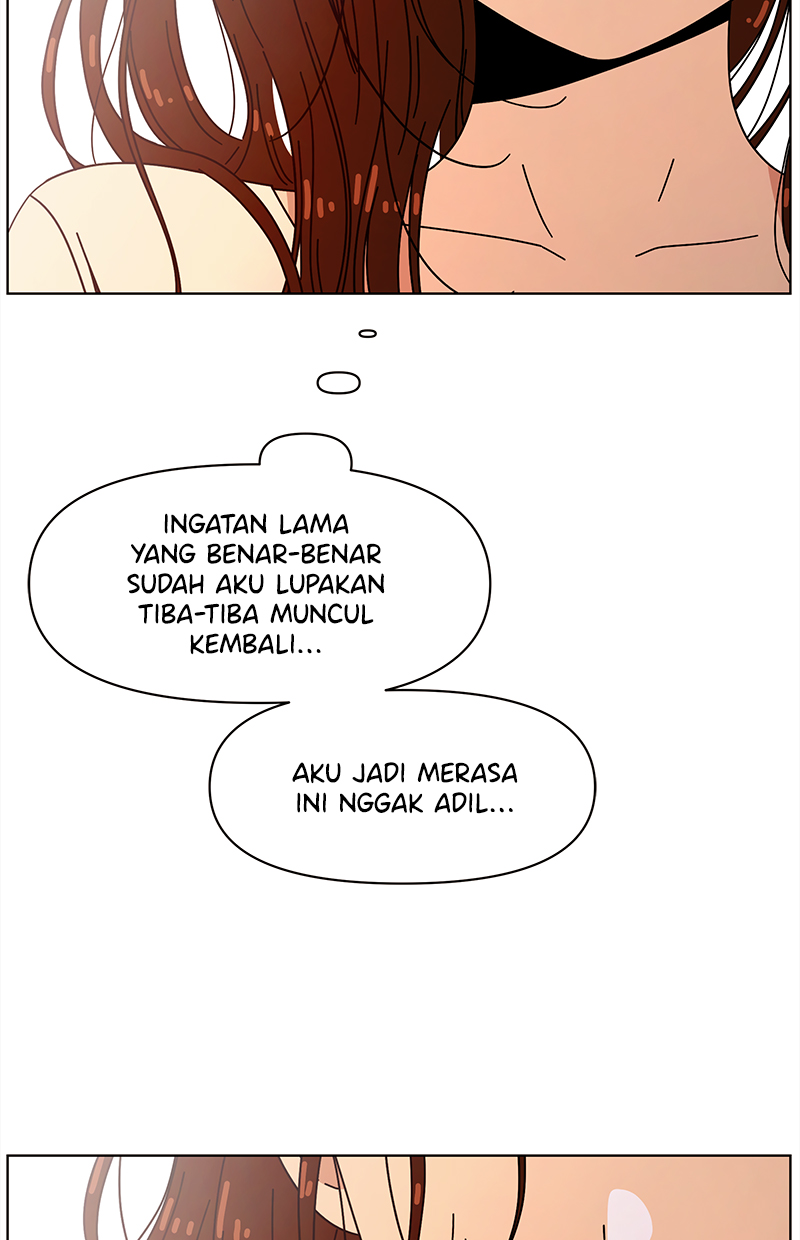 INGATAN LAMA
YANG BENAR-BENAR
SUDAH AKU LUPAKAN
TIBA-TIBA MUNCUL
KEMBALI...
AKU JADI MERASA
INI NGGAK ADIL...